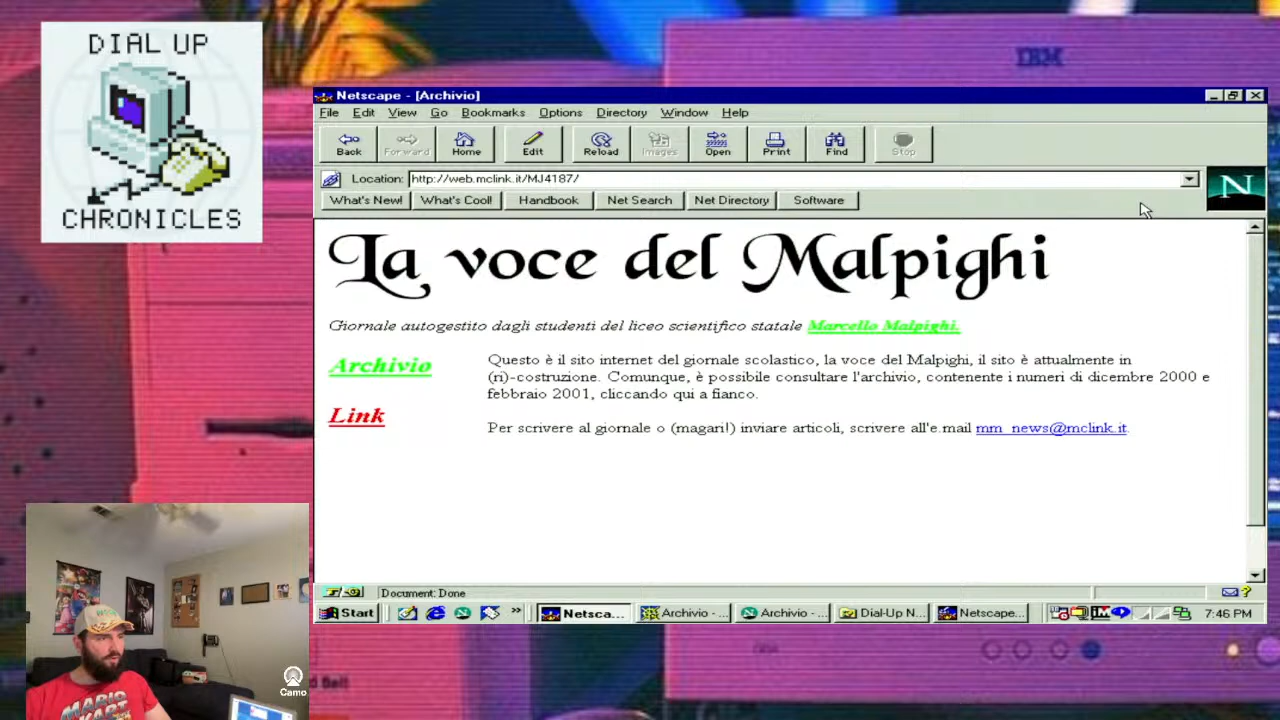 DIAL UP
CHRONICLES
IBM
Netscape - [Archivio]
File Edit View Go Bookmarks Options Directory Window Help
Back Forward Home Edit Reload Images Open Print Find Stop
Location: http://web.mclink.it/MJ4187/
N
What's New! What's Cool! Handbook Net Search Net Directory Software
La voce del Malpighi
Giornale autogestito dagli studenti del liceo scientifico statale Marcello Malpighi.
Archivio
Link
Questo è il sito internet del giornale scolastico, la voce del Malpighi, il sito è attualmente in
(ri)-costruzione. Comunque, è possibile consultare l'archivio, contenente i numeri di dicembre 2000 e
febbraio 2001, cliccando qui a fianco.
Per scrivere al giornale o (magari!) inviare articoli, scrivere all'e.mail mm_news@mclink.it.
Document: Done
Start » Netsca... Archivio - ... Archivio - ... Dial-Up N... Netscape... 7:46 PM
MARIO
KART
Camo
Bell